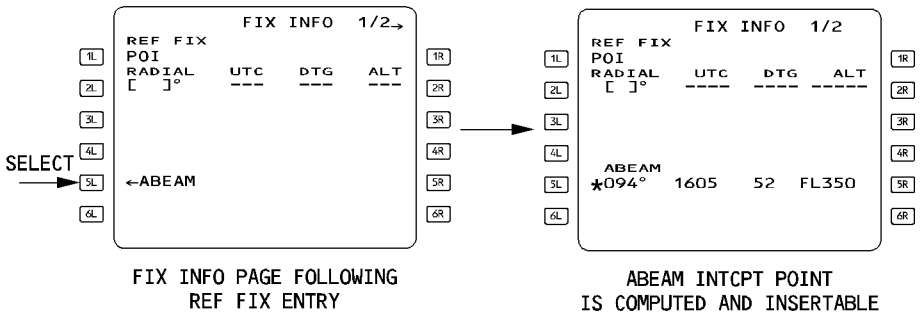 FIX INFO 1/2→
REF FIX
1L POI 1R
RADIAL UTC DTG ALT
2L [ ]° --- --- --- 2R
3L 3R
4L 4R
SELECT
5L ←ABEAM 5R
6L 6R
FIX INFO PAGE FOLLOWING
REF FIX ENTRY
FIX INFO 1/2
REF FIX
1L POI 1R
RADIAL UTC DTG ALT
2L [ ]° ---- ---- ----- 2R
3L 3R
4L 4R
ABEAM
5L *094° 1605 52 FL350 5R
6L 6R
ABEAM INTCPT POINT
IS COMPUTED AND INSERTABLE